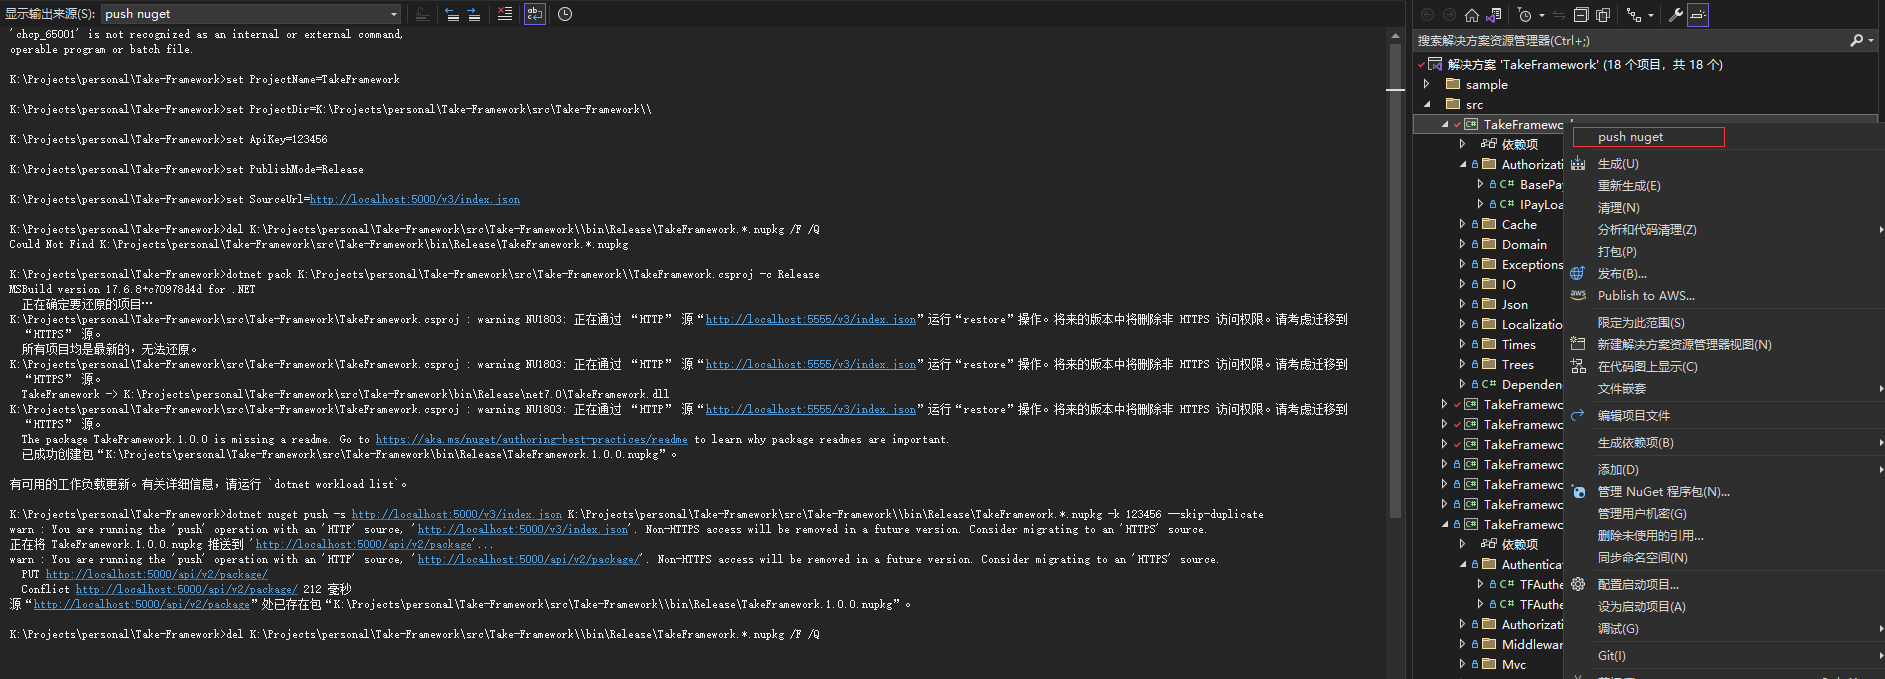 显示输出来源(S): push nuget
'chcp_65001' is not recognized as an internal or external command,
operable program or batch file.
K:\Projects\personal\Take-Framework>set ProjectName=TakeFramework
K:\Projects\personal\Take-Framework>set ProjectDir=K:\Projects\personal\Take-Framework\src\Take-Framework\\
K:\Projects\personal\Take-Framework>set ApiKey=123456
K:\Projects\personal\Take-Framework>set PublishMode=Release
K:\Projects\personal\Take-Framework>set SourceUrl=http://localhost:5000/v3/index.json
K:\Projects\personal\Take-Framework>del K:\Projects\personal\Take-Framework\src\Take-Framework\\bin\Release\TakeFramework.*.nupkg /F /Q
Could Not Find K:\Projects\personal\Take-Framework\src\Take-Framework\bin\Release\TakeFramework.*.nupkg
K:\Projects\personal\Take-Framework>dotnet pack K:\Projects\personal\Take-Framework\src\Take-Framework\\TakeFramework.csproj -c Release
MSBuild version 17.6.8+c70978d4d for .NET
正在确定要还原的项目…
K:\Projects\personal\Take-Framework\src\Take-Framework\TakeFramework.csproj : warning NU1803: 正在通过 “HTTP” 源“http://localhost:5555/v3/index.json”运行“restore”操作。将来的版本中将删除非 HTTPS 访问权限。请考虑迁移到
“HTTPS” 源。
所有项目均是最新的，无法还原。
K:\Projects\personal\Take-Framework\src\Take-Framework\TakeFramework.csproj : warning NU1803: 正在通过 “HTTP” 源“http://localhost:5555/v3/index.json”运行“restore”操作。将来的版本中将删除非 HTTPS 访问权限。请考虑迁移到
“HTTPS” 源。
TakeFramework -> K:\Projects\personal\Take-Framework\src\Take-Framework\bin\Release\net7.0\TakeFramework.dll
K:\Projects\personal\Take-Framework\src\Take-Framework\TakeFramework.csproj : warning NU1803: 正在通过 “HTTP” 源“http://localhost:5555/v3/index.json”运行“restore”操作。将来的版本中将删除非 HTTPS 访问权限。请考虑迁移到
“HTTPS” 源。
The package TakeFramework.1.0.0 is missing a readme. Go to https://aka.ms/nuget/authoring-best-practices/readme to learn why package readmes are important.
已成功创建包“K:\Projects\personal\Take-Framework\src\Take-Framework\bin\Release\TakeFramework.1.0.0.nupkg”。
有可用的工作负载更新。有关详细信息，请运行 `dotnet workload list`。
K:\Projects\personal\Take-Framework>dotnet nuget push -s http://localhost:5000/v3/index.json K:\Projects\personal\Take-Framework\src\Take-Framework\\bin\Release\TakeFramework.*.nupkg -k 123456 --skip-duplicate
warn : You are running the 'push' operation with an 'HTTP' source, 'http://localhost:5000/v3/index.json'. Non-HTTPS access will be removed in a future version. Consider migrating to an 'HTTPS' source.
正在将 TakeFramework.1.0.0.nupkg 推送到 'http://localhost:5000/api/v2/package'...
warn : You are running the 'push' operation with an 'HTTP' source, 'http://localhost:5000/api/v2/package/'. Non-HTTPS access will be removed in a future version. Consider migrating to an 'HTTPS' source.
PUT http://localhost:5000/api/v2/package/
Conflict http://localhost:5000/api/v2/package/ 212 毫秒
源“http://localhost:5000/api/v2/package”处已存在包“K:\Projects\personal\Take-Framework\src\Take-Framework\\bin\Release\TakeFramework.1.0.0.nupkg”。
K:\Projects\personal\Take-Framework>del K:\Projects\personal\Take-Framework\src\Take-Framework\\bin\Release\TakeFramework.*.nupkg /F /Q
搜索解决方案资源管理器(Ctrl+;)
解决方案 'TakeFramework' (18 个项目，共 18 个)
sample
src
C# TakeFramewo
依赖项
Authorizati
C# BasePa
C# IPayLoa
Cache
Domain
Exceptions
IO
Json
Localizatio
Times
Trees
C# Dependen
C# TakeFramewo
C# TakeFramewo
C# TakeFramewo
C# TakeFramewo
C# TakeFramewo
C# TakeFramewo
C# TakeFramewo
依赖项
Authentica
C# TFAuthe
C# TFAuthe
Authorizati
Middlewar
Mvc
push nuget
生成(U)
重新生成(E)
清理(N)
分析和代码清理(Z)
打包(P)
发布(B)...
aws Publish to AWS...
限定为此范围(S)
新建解决方案资源管理器视图(N)
在代码图上显示(C)
文件嵌套
编辑项目文件
生成依赖项(B)
添加(D)
管理 NuGet 程序包(N)...
管理用户机密(G)
删除未使用的引用...
同步命名空间(N)
配置启动项目...
设为启动项目(A)
调试(G)
Git(I)